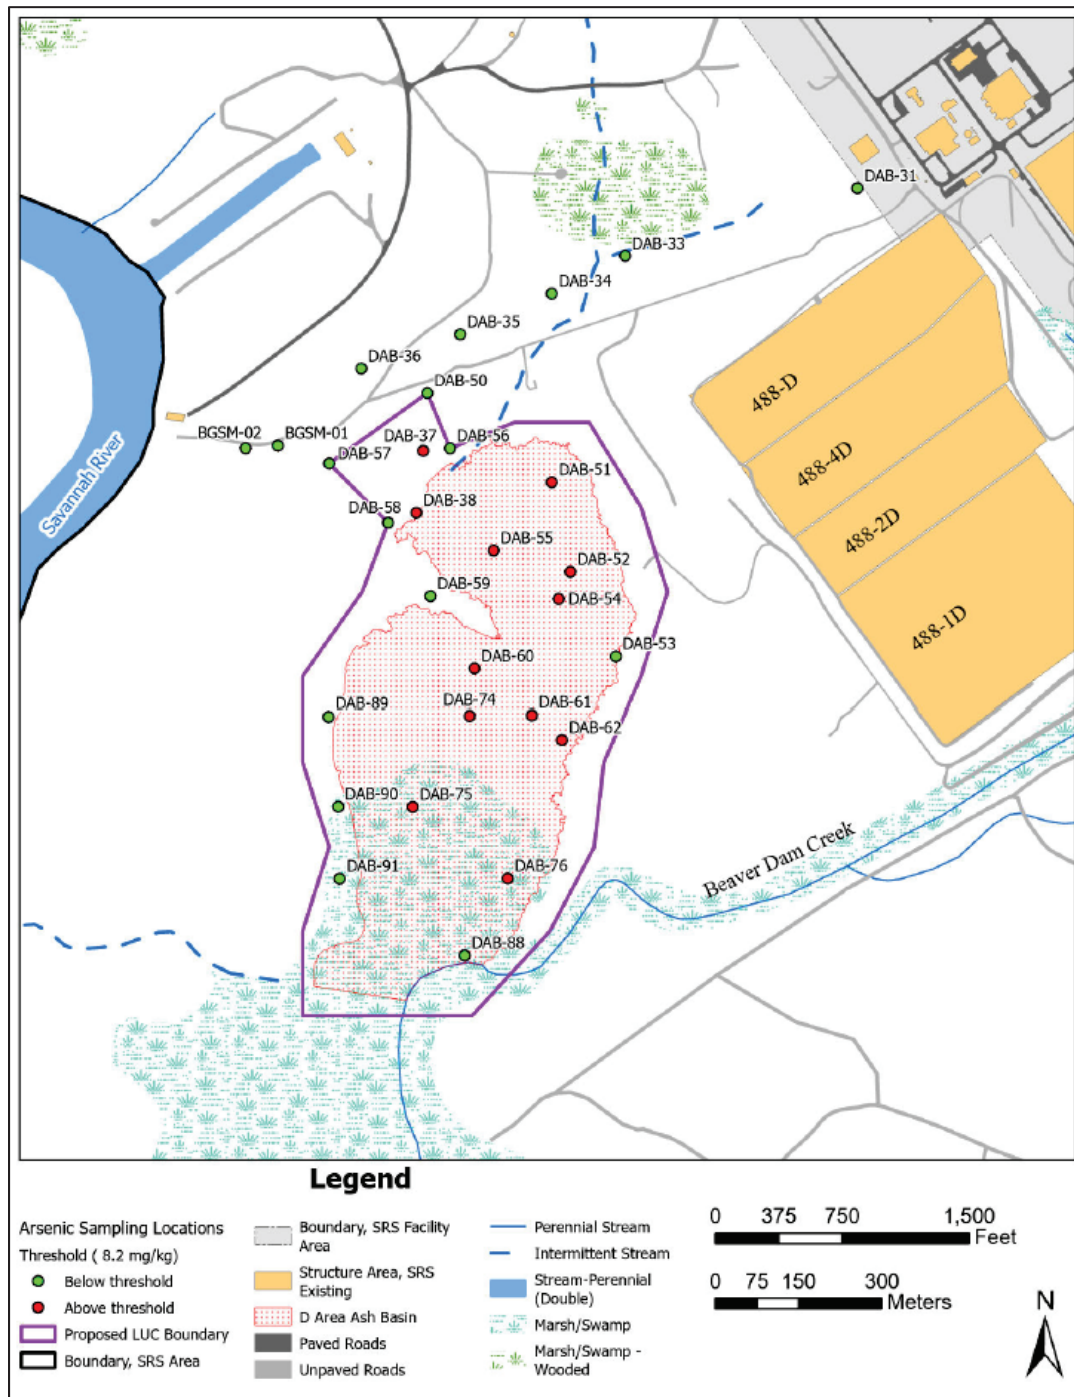 DAB-31
DAB-33
DAB-34
DAB-35
DAB-36
DAB-50
488-D
BGSM-02
BGSM-01
DAB-37
DAB-56
DAB-57
488-4D
DAB-51
Savannah River
DAB-38
DAB-58
488-2D
DAB-55
DAB-52
DAB-59
DAB-54
488-1D
DAB-53
DAB-60
DAB-89
DAB-74
DAB-61
DAB-62
DAB-90
DAB-75
DAB-91
DAB-76
Beaver Dam Creek
DAB-88
Legend
Arsenic Sampling Locations
Threshold ( 8.2 mg/kg)
Below threshold
Above threshold
Proposed LUC Boundary
Boundary, SRS Area
Boundary, SRS Facility
Area
Structure Area, SRS
Existing
D Area Ash Basin
Paved Roads
Unpaved Roads
Perennial Stream
Intermittent Stream
Stream-Perennial
(Double)
Marsh/Swamp
Marsh/Swamp -
Wooded
0 375 750 1,500
Feet
0 75 150 300
Meters
N